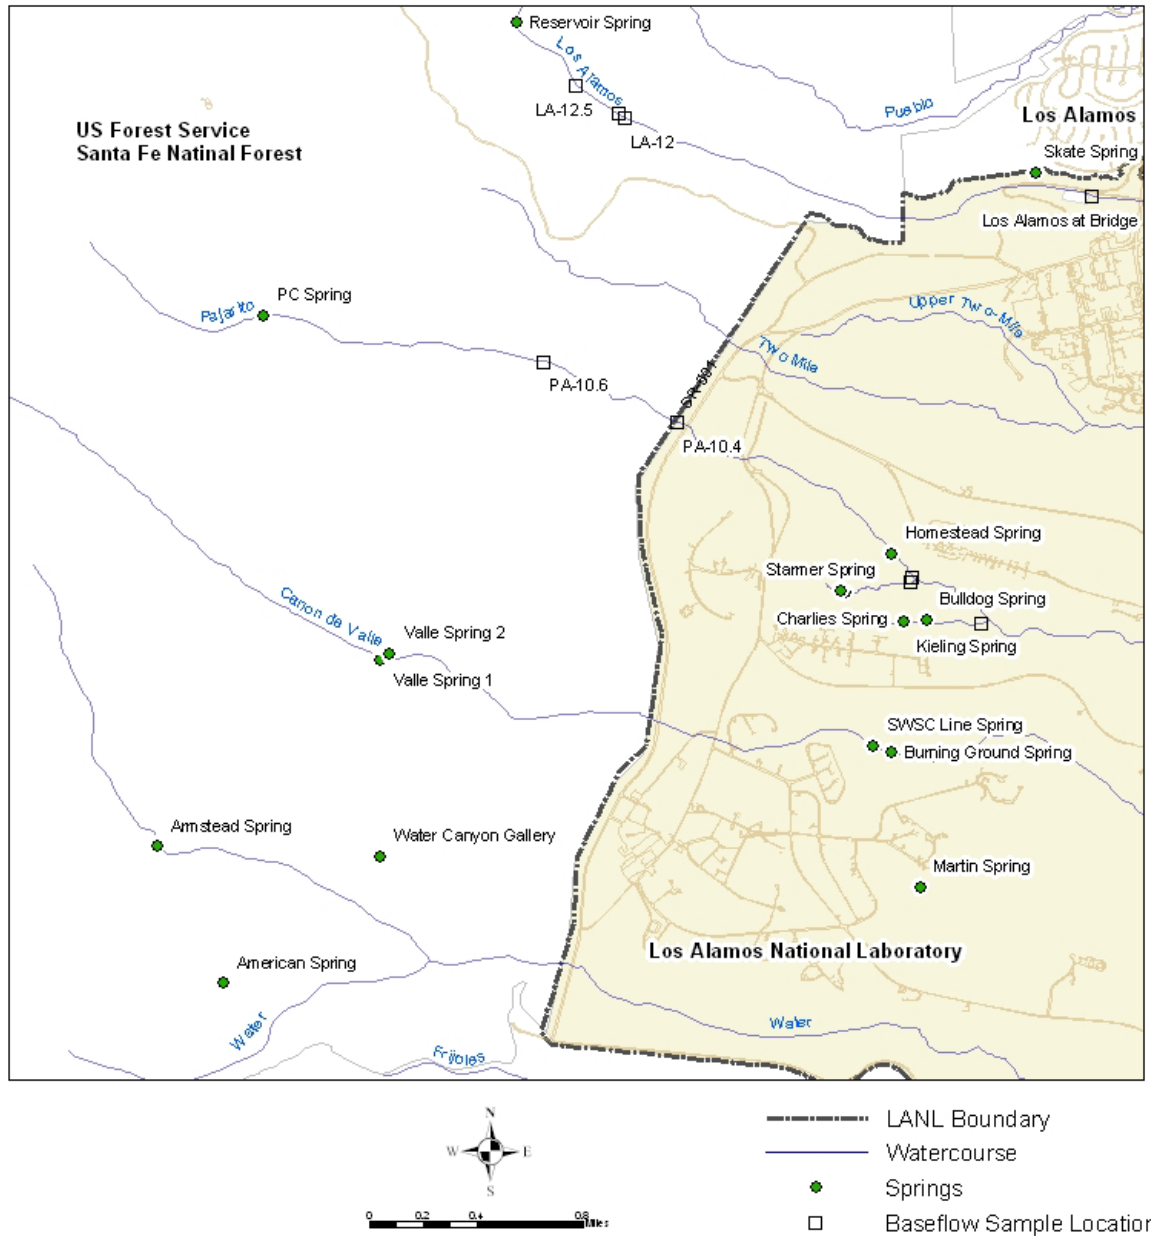 Reservoir Spring
Los Alamos
LA-12.5
LA-12
Pueblo
US Forest Service
Santa Fe Natinal Forest
Los Alamos
Skate Spring
Los Alamos at Bridge
PC Spring
Pajarito
Upper Two-Mile
Two Mile
PA-10.6
PA-10.4
Homestead Spring
Starmer Spring
Bulldog Spring
Charlies Spring
Kieling Spring
Canon de Valle
Valle Spring 2
Valle Spring 1
SWSC Line Spring
Burning Ground Spring
Armstead Spring
Water Canyon Gallery
Martin Spring
Los Alamos National Laboratory
American Spring
Water
Water
Frijoles
N
W
E
S
0 0.2 0.4 0.8
Miles
LANL Boundary
Watercourse
Springs
Baseflow Sample Location